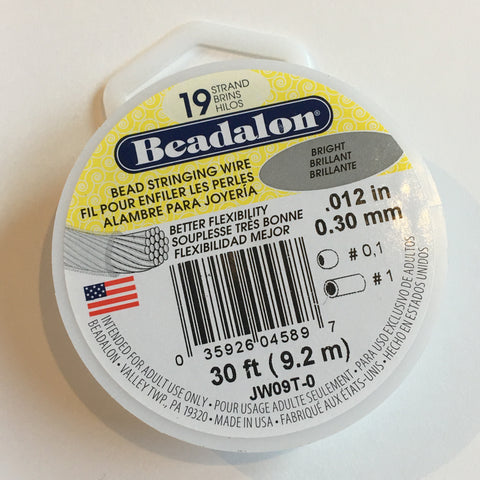 19 STRAND
BRINS
HILOS
Beadalon®
BEAD STRINGING WIRE
FIL POUR ENFILER LES PERLES
ALAMBRE PARA JOYERÍA
BRIGHT
BRILLANT
BRILLANTE
BETTER FLEXIBILITY
SOUPLESSE TRÈS BONNE
FLEXIBILIDAD MEJOR
.012 in
0.30 mm
# 0,1
# 1
0 35926 04589 7
30 ft (9.2 m)
JW09T-0
INTENDED FOR ADULT USE ONLY • POUR USAGE ADULTE SEULEMENT • PARA USO EXCLUSIVO DE ADULTOS
BEADALON • VALLEY TWP., PA 19320 • MADE IN USA • FABRIQUÉ AUX ÉTATS-UNIS • HECHO EN ESTADOS UNIDOS